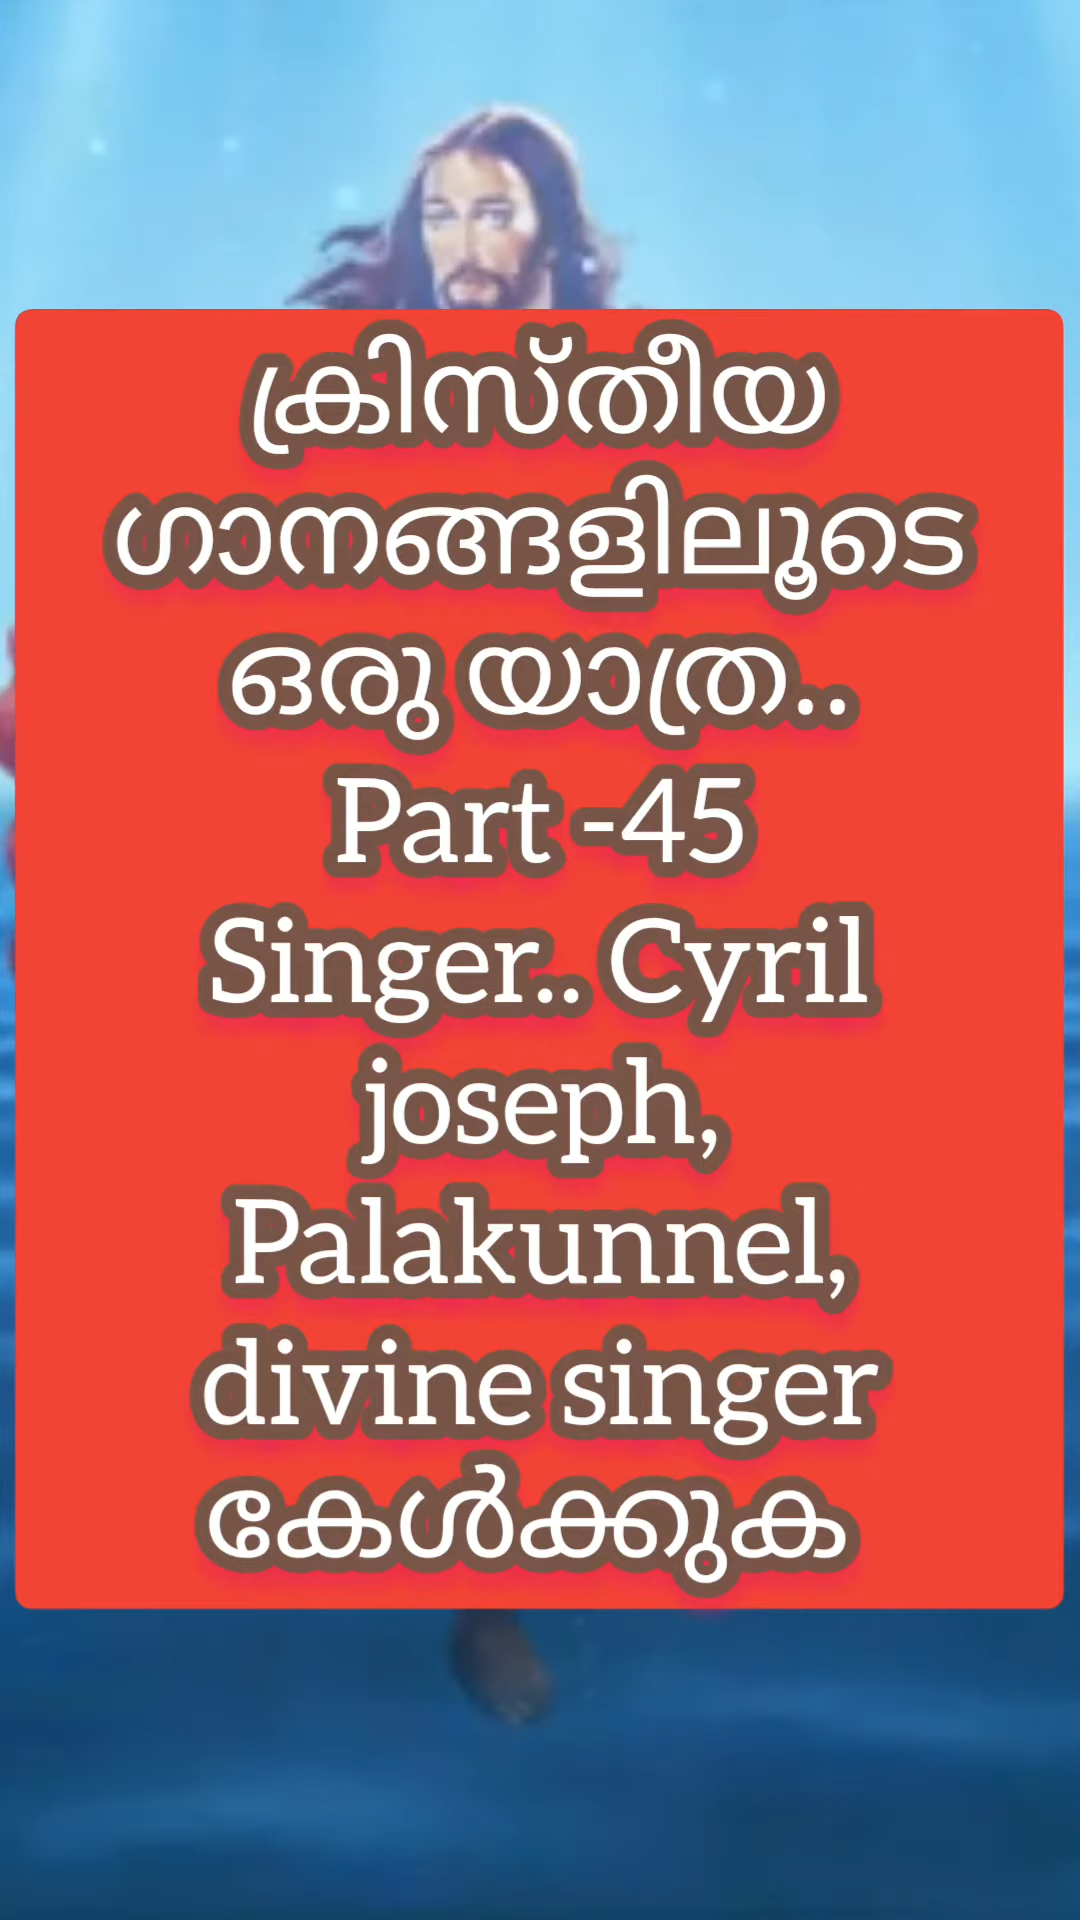 ക്രിസ്തീയ
ഗാനങ്ങളിലൂടെ
ഒരു യാത്ര..
Part -45
Singer.. Cyril
joseph,
Palakunnel,
divine singer
കേൾക്കുക